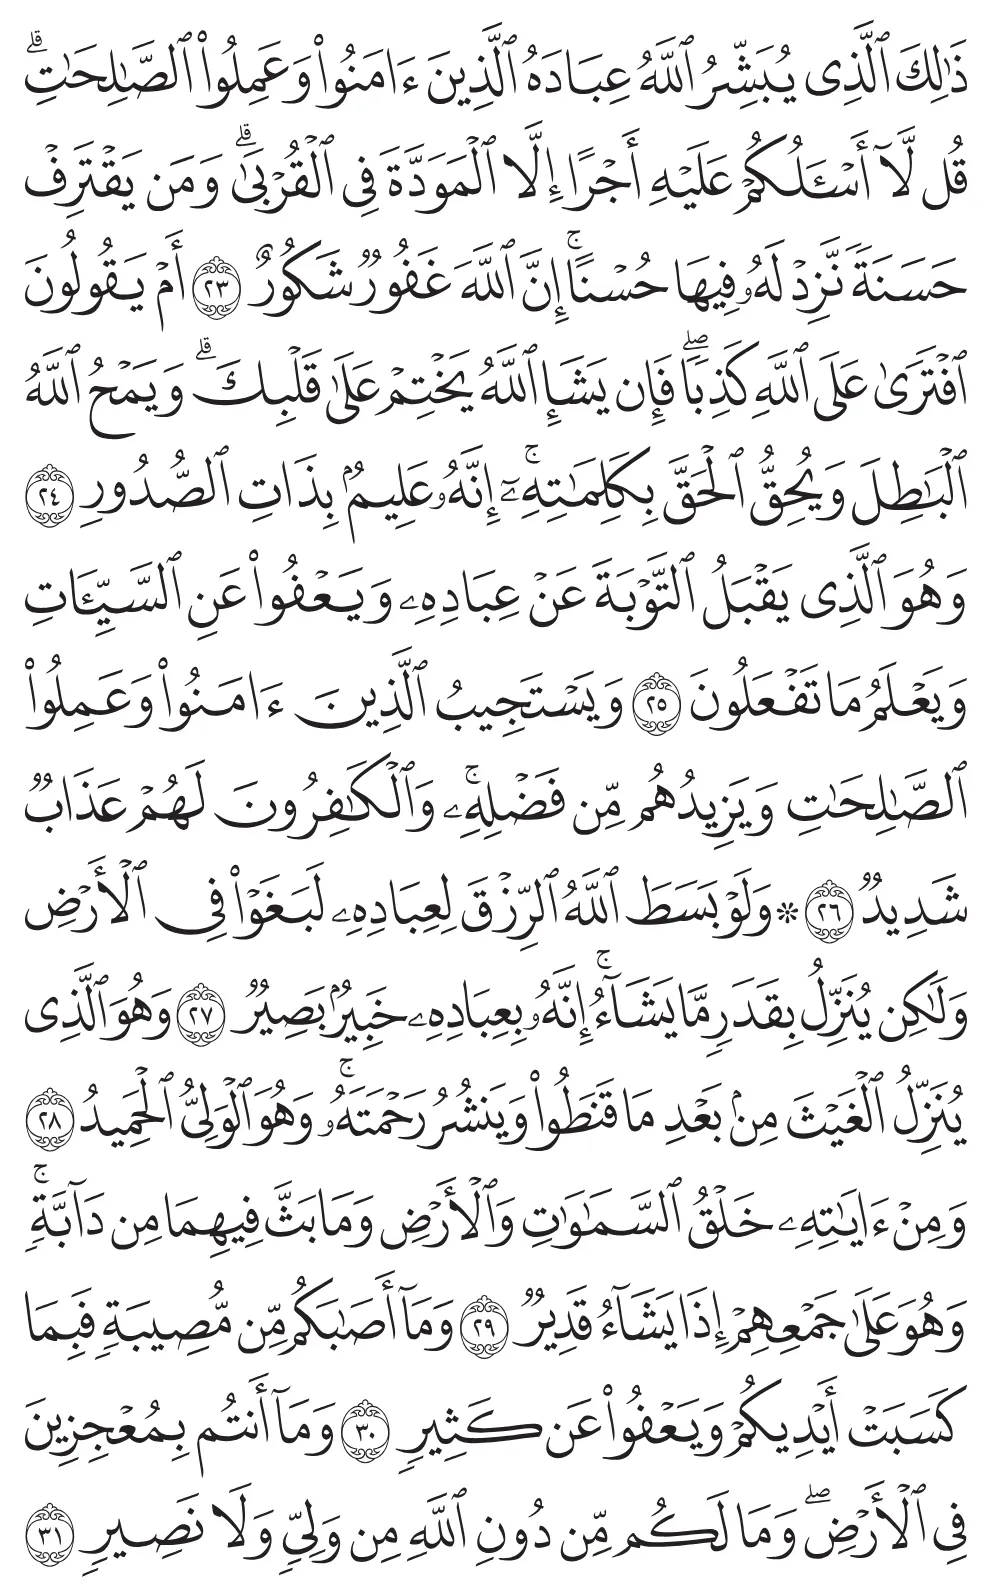 ذَٰلِكَ ٱلَّذِى يُبَشِّرُ ٱللَّهُ عِبَادَهُ ٱلَّذِينَ ءَامَنُوا۟ وَعَمِلُوا۟ ٱلصَّـٰلِحَـٰتِ ۗ
قُل لَّآ أَسْـَٔلُكُمْ عَلَيْهِ أَجْرًا إِلَّا ٱلْمَوَدَّةَ فِى ٱلْقُرْبَىٰ ۗ وَمَن يَقْتَرِفْ
حَسَنَةً نَّزِدْ لَهُۥ فِيهَا حُسْنًا ۚ إِنَّ ٱللَّهَ غَفُورٌ شَكُورٌ ﴿٢٣﴾ أَمْ يَقُولُونَ
ٱفْتَرَىٰ عَلَى ٱللَّهِ كَذِبًا ۖ فَإِن يَشَإِ ٱللَّهُ يَخْتِمْ عَلَىٰ قَلْبِكَ ۗ وَيَمْحُ ٱللَّهُ
ٱلْبَـٰطِلَ وَيُحِقُّ ٱلْحَقَّ بِكَلِمَـٰتِهِۦٓ ۚ إِنَّهُۥ عَلِيمٌۢ بِذَاتِ ٱلصُّدُورِ ﴿٢٤﴾
وَهُوَ ٱلَّذِى يَقْبَلُ ٱلتَّوْبَةَ عَنْ عِبَادِهِۦ وَيَعْفُوا۟ عَنِ ٱلسَّيِّـَٔاتِ
وَيَعْلَمُ مَا تَفْعَلُونَ ﴿٢٥﴾ وَيَسْتَجِيبُ ٱلَّذِينَ ءَامَنُوا۟ وَعَمِلُوا۟
ٱلصَّـٰلِحَـٰتِ وَيَزِيدُهُم مِّن فَضْلِهِۦ ۚ وَٱلْكَـٰفِرُونَ لَهُمْ عَذَابٌ
شَدِيدٌ ﴿٢٦﴾ ۞ وَلَوْ بَسَطَ ٱللَّهُ ٱلرِّزْقَ لِعِبَادِهِۦ لَبَغَوْا۟ فِى ٱلْأَرْضِ
وَلَـٰكِن يُنَزِّلُ بِقَدَرٍ مَّا يَشَآءُ ۚ إِنَّهُۥ بِعِبَادِهِۦ خَبِيرٌۢ بَصِيرٌ ﴿٢٧﴾ وَهُوَ ٱلَّذِى
يُنَزِّلُ ٱلْغَيْثَ مِنۢ بَعْدِ مَا قَنَطُوا۟ وَيَنشُرُ رَحْمَتَهُۥ ۚ وَهُوَ ٱلْوَلِىُّ ٱلْحَمِيدُ ﴿٢٨﴾
وَمِنْ ءَايَـٰتِهِۦ خَلْقُ ٱلسَّمَـٰوَٰتِ وَٱلْأَرْضِ وَمَا بَثَّ فِيهِمَا مِن دَآبَّةٍ ۚ
وَهُوَ عَلَىٰ جَمْعِهِمْ إِذَا يَشَآءُ قَدِيرٌ ﴿٢٩﴾ وَمَآ أَصَـٰبَكُم مِّن مُّصِيبَةٍ فَبِمَا
كَسَبَتْ أَيْدِيكُمْ وَيَعْفُوا۟ عَن كَثِيرٍ ﴿٣٠﴾ وَمَآ أَنتُم بِمُعْجِزِينَ
فِى ٱلْأَرْضِ ۖ وَمَا لَكُم مِّن دُونِ ٱللَّهِ مِن وَلِىٍّ وَلَا نَصِيرٍ ﴿٣١﴾